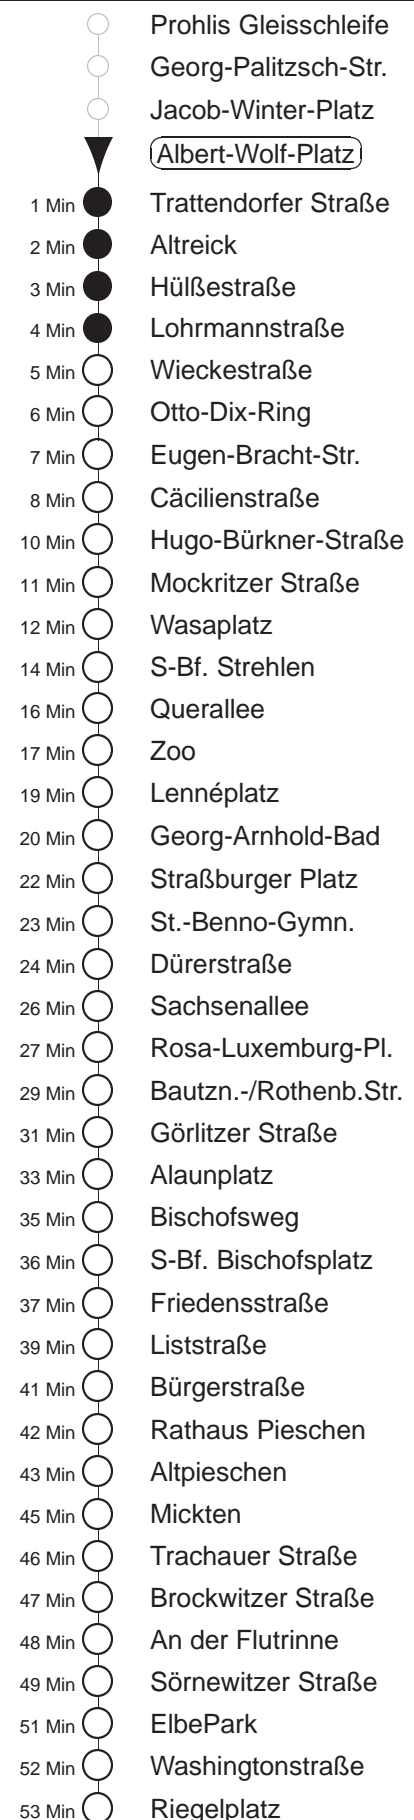 Prohlis Gleisschleife
Georg-Palitzsch-Str.
Jacob-Winter-Platz
Albert-Wolf-Platz
1 Min Trattendorfer Straße
2 Min Altreick
3 Min Hülßestraße
4 Min Lohrmannstraße
5 Min Wieckestraße
6 Min Otto-Dix-Ring
7 Min Eugen-Bracht-Str.
8 Min Cäcilienstraße
10 Min Hugo-Bürkner-Straße
11 Min Mockritzer Straße
12 Min Wasaplatz
14 Min S-Bf. Strehlen
16 Min Querallee
17 Min Zoo
19 Min Lennéplatz
20 Min Georg-Arnhold-Bad
22 Min Straßburger Platz
23 Min St.-Benno-Gymn.
24 Min Dürerstraße
26 Min Sachsenallee
27 Min Rosa-Luxemburg-Pl.
29 Min Bautzn.-/Rothenb.Str.
31 Min Görlitzer Straße
33 Min Alaunplatz
35 Min Bischofsweg
36 Min S-Bf. Bischofsplatz
37 Min Friedensstraße
39 Min Liststraße
41 Min Bürgerstraße
42 Min Rathaus Pieschen
43 Min Altpieschen
45 Min Mickten
46 Min Trachauer Straße
47 Min Brockwitzer Straße
48 Min An der Flutrinne
49 Min Sörnewitzer Straße
51 Min ElbePark
52 Min Washingtonstraße
53 Min Riegelplatz